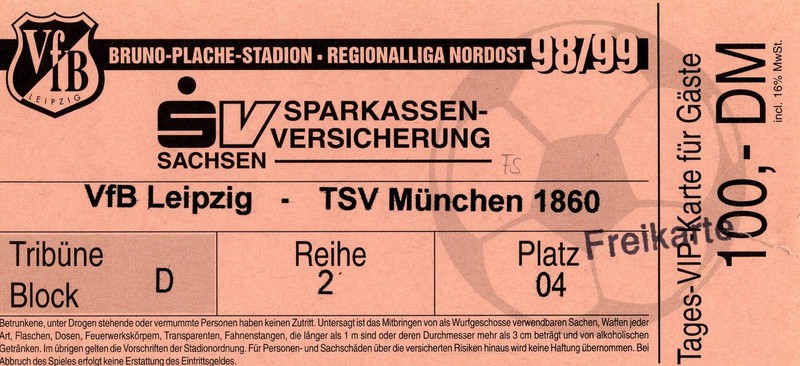 VfB
LEIPZIG
BRUNO-PLACHE-STADION • REGIONALLIGA NORDOST 98/99
SV SPARKASSEN-
VERSICHERUNG
SACHSEN
FS
VfB Leipzig - TSV München 1860
Tribüne
Block D
Reihe
2
Platz
04
Freikarte
Betrunkene, unter Drogen stehende oder vermummte Personen haben keinen Zutritt. Untersagt ist das Mitbringen von als Wurfgeschosse verwendbaren Sachen, Waffen jeder
Art, Flaschen, Dosen, Feuerwerkskörpern, Transparenten, Fahnenstangen, die länger als 1 m sind oder deren Durchmesser mehr als 3 cm beträgt und von alkoholischen
Getränken. Im übrigen gelten die Vorschriften der Stadionordnung. Für Personen- und Sachschäden über die versicherten Risiken hinaus wird keine Haftung übernommen. Bei
Abbruch des Spieles erfolgt keine Erstattung des Eintrittsgeldes.
Tages-VIP-Karte für Gäste
100,- DM
incl. 16% MwSt.